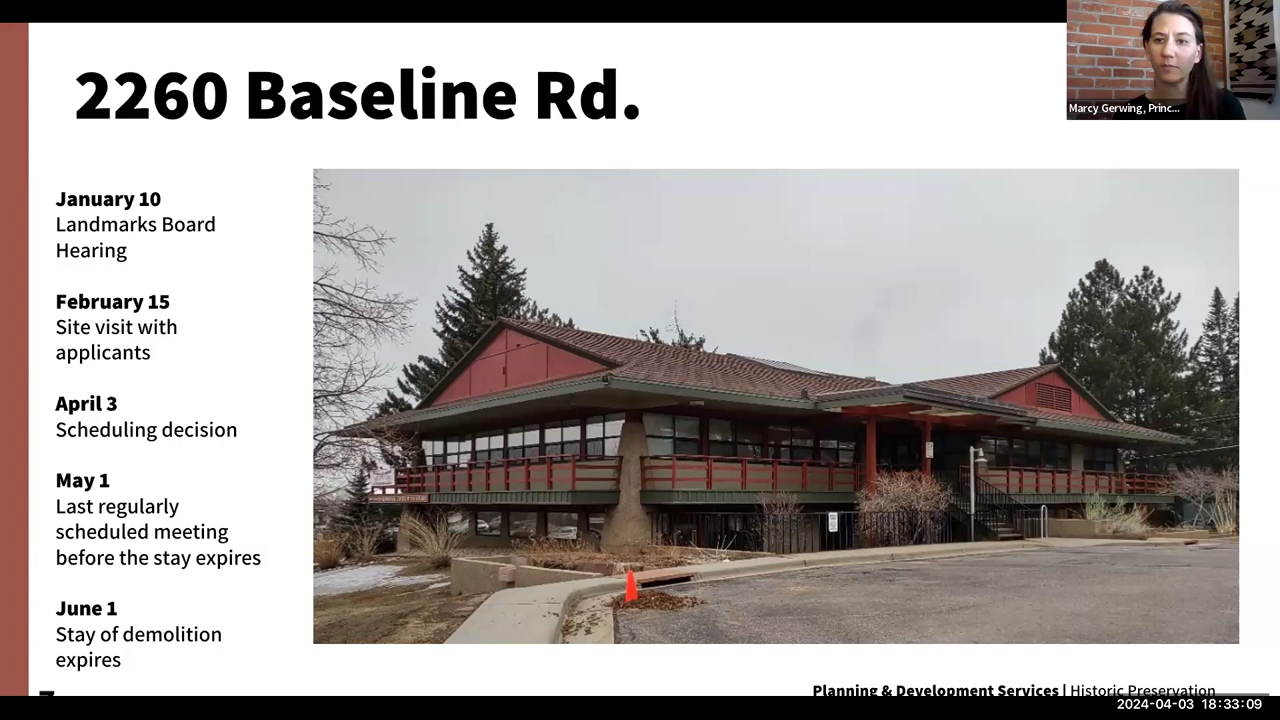 2260 Baseline Rd.
Marcy Gerwing, Princ...
January 10
Landmarks Board
Hearing
February 15
Site visit with
applicants
April 3
Scheduling decision
May 1
Last regularly
scheduled meeting
before the stay expires
June 1
Stay of demolition
expires
Planning & Development Services | Historic Preservation
2024-04-03 18:33:09